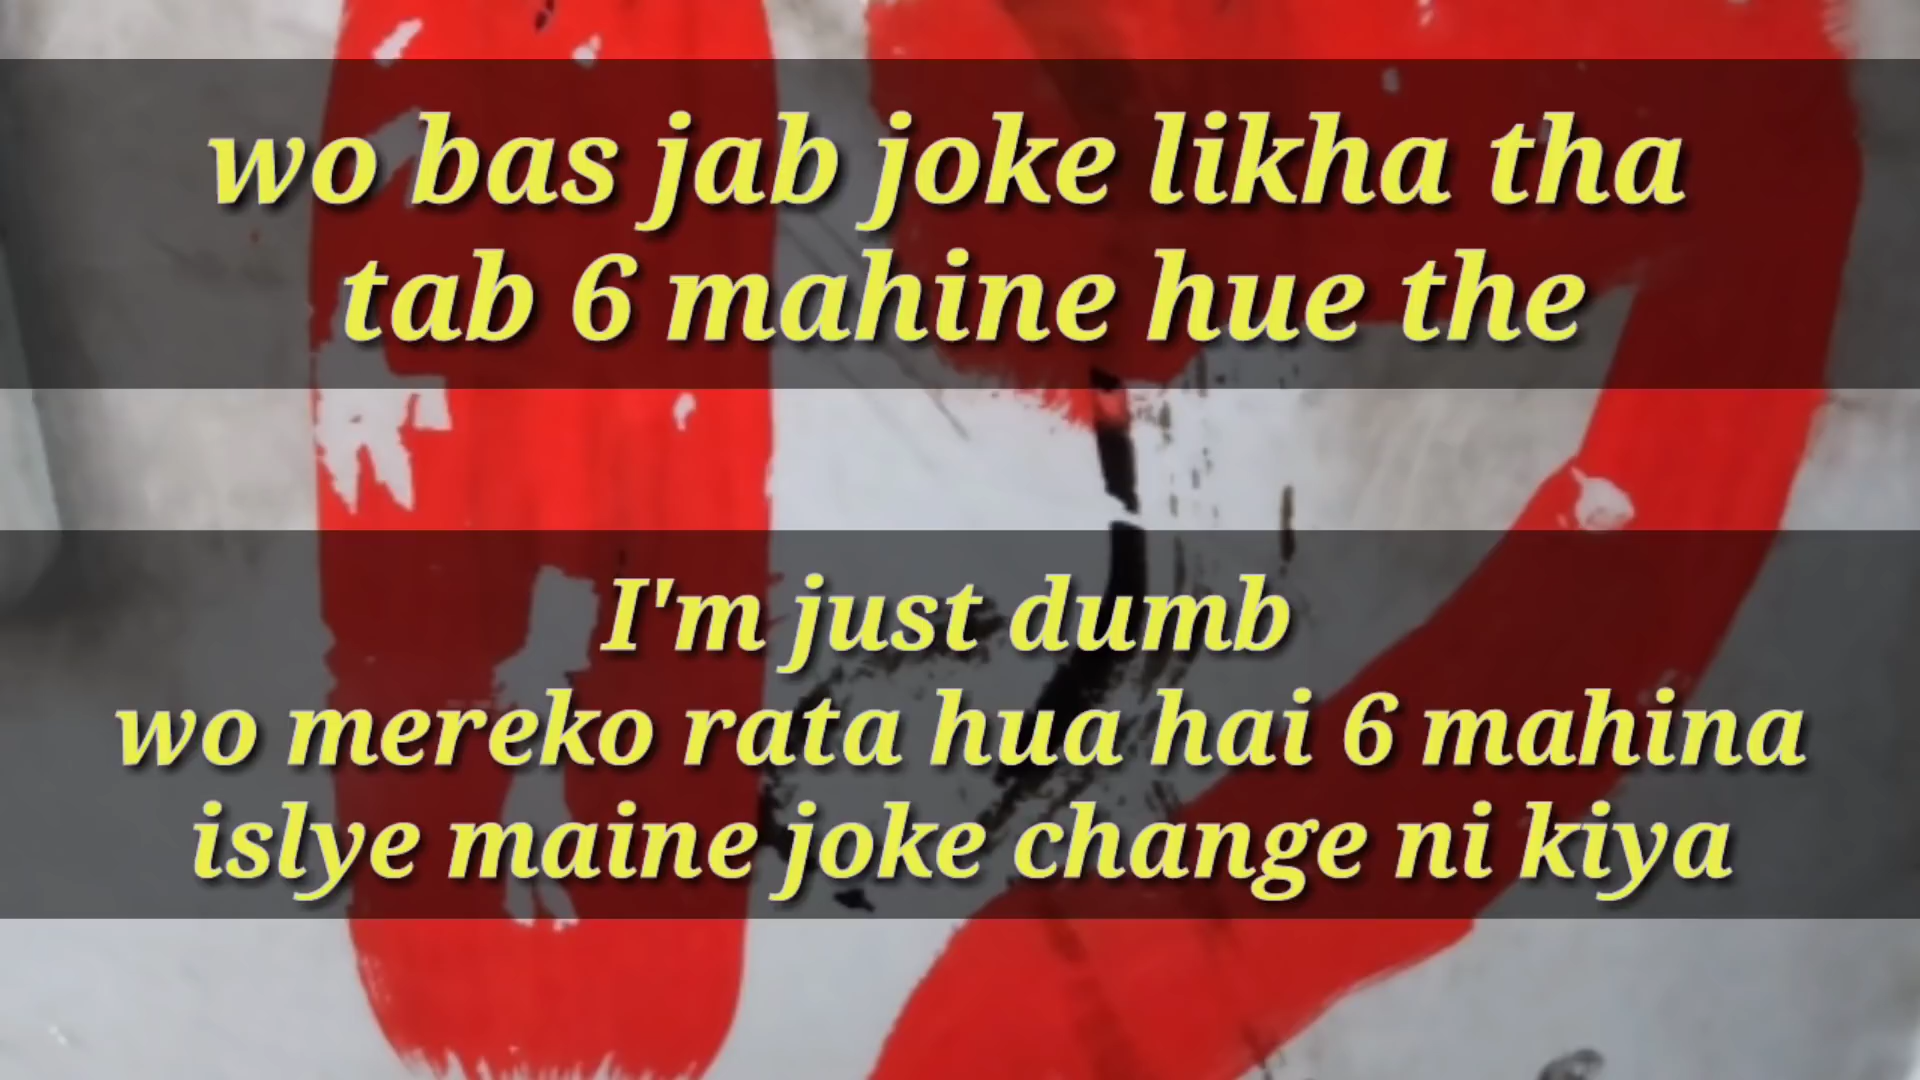 wo bas jab joke likha tha
tab 6 mahine hue the
I'm just dumb
wo mereko rata hua hai 6 mahina
islye maine joke change ni kiya